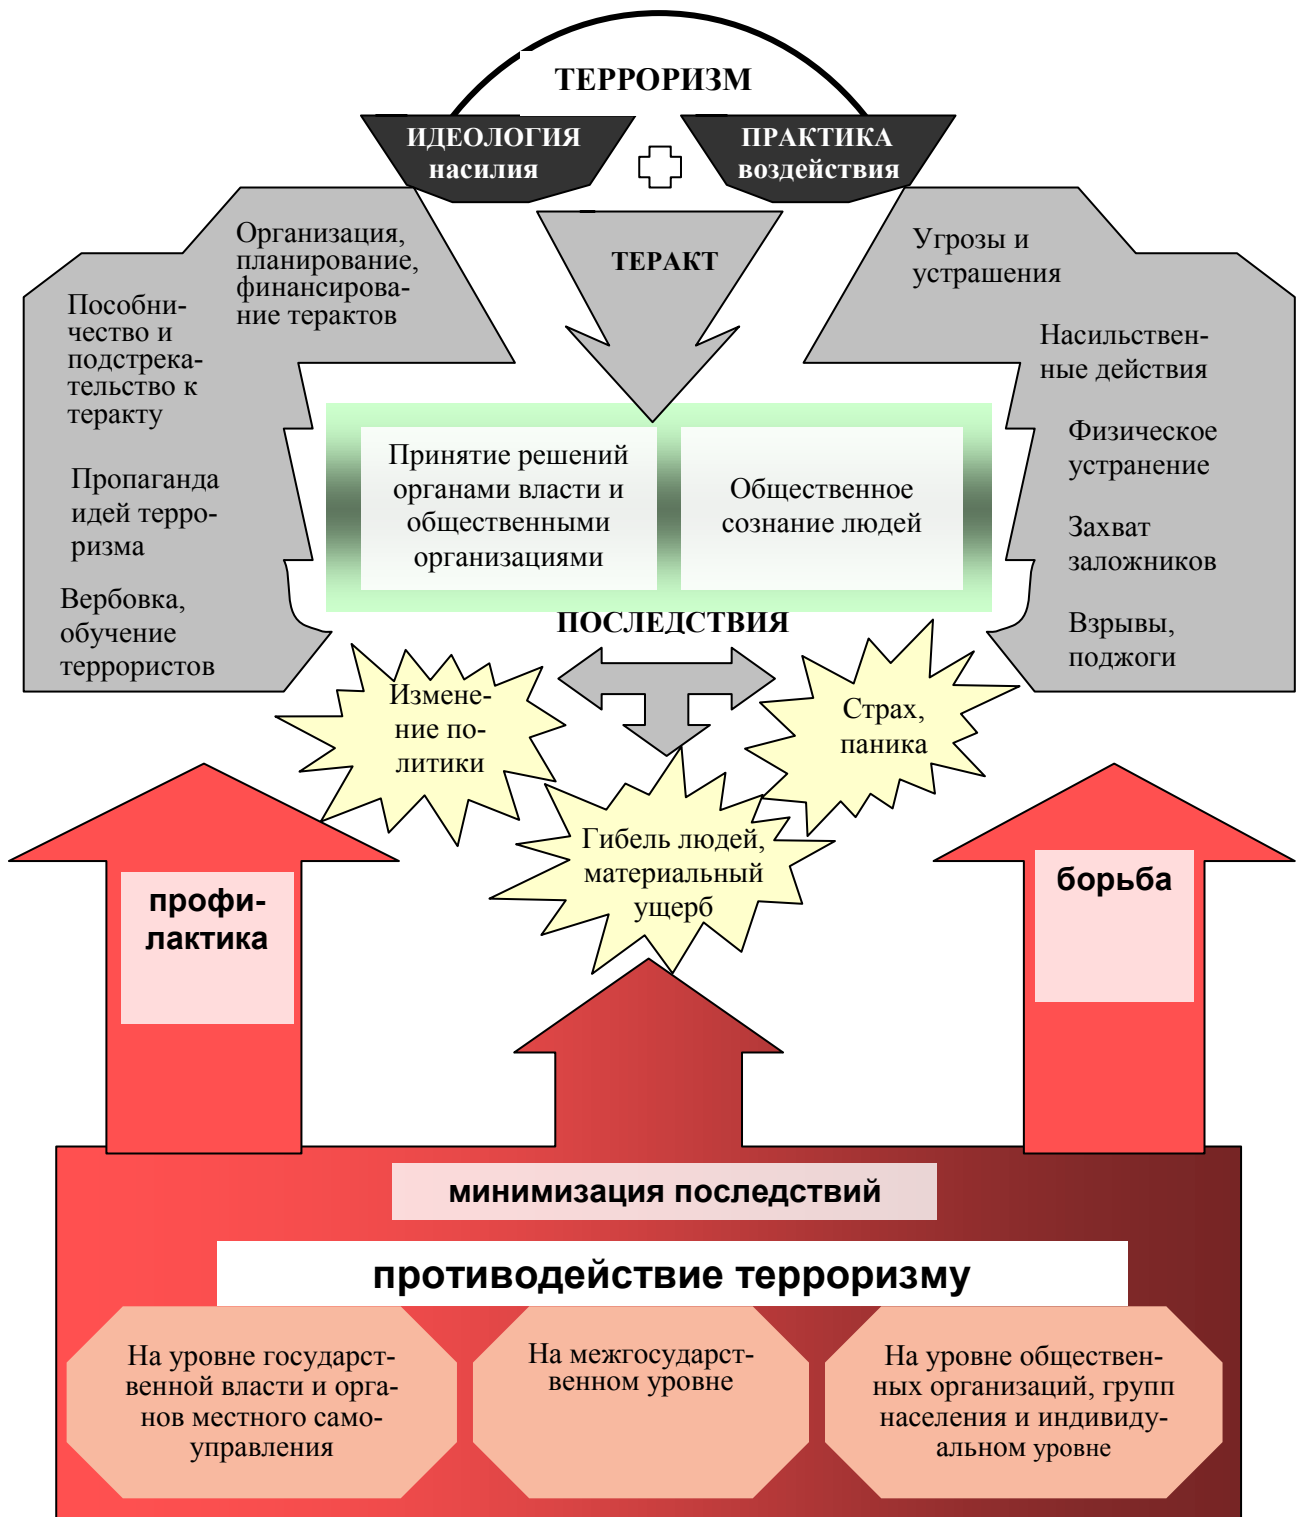 ТЕРРОРИЗМ
ИДЕОЛОГИЯ
насилия
ПРАКТИКА
воздействия
Организация,
планирование,
финансирова-
ние терактов
Пособни-
чество и
подстрека-
тельство к
теракту
Пропаганда
идей терро-
ризма
Вербовка,
обучение
террористов
ТЕРАКТ
Угрозы и
устрашения
Насильствен-
ные действия
Физическое
устранение
Захват
заложников
Взрывы,
поджоги
Принятие решений
органами власти и
общественными
организациями
Общественное
сознание людей
ПОСЛЕДСТВИЯ
Измене-
ние по-
литики
Страх,
паника
Гибель людей,
материальный
ущерб
профи-
лактика
борьба
минимизация последствий
противодействие терроризму
На уровне государст-
венной власти и орга-
нов местного само-
управления
На межгосударст-
венном уровне
На уровне обществен-
ных организаций, групп
населения и индивиду-
альном уровне